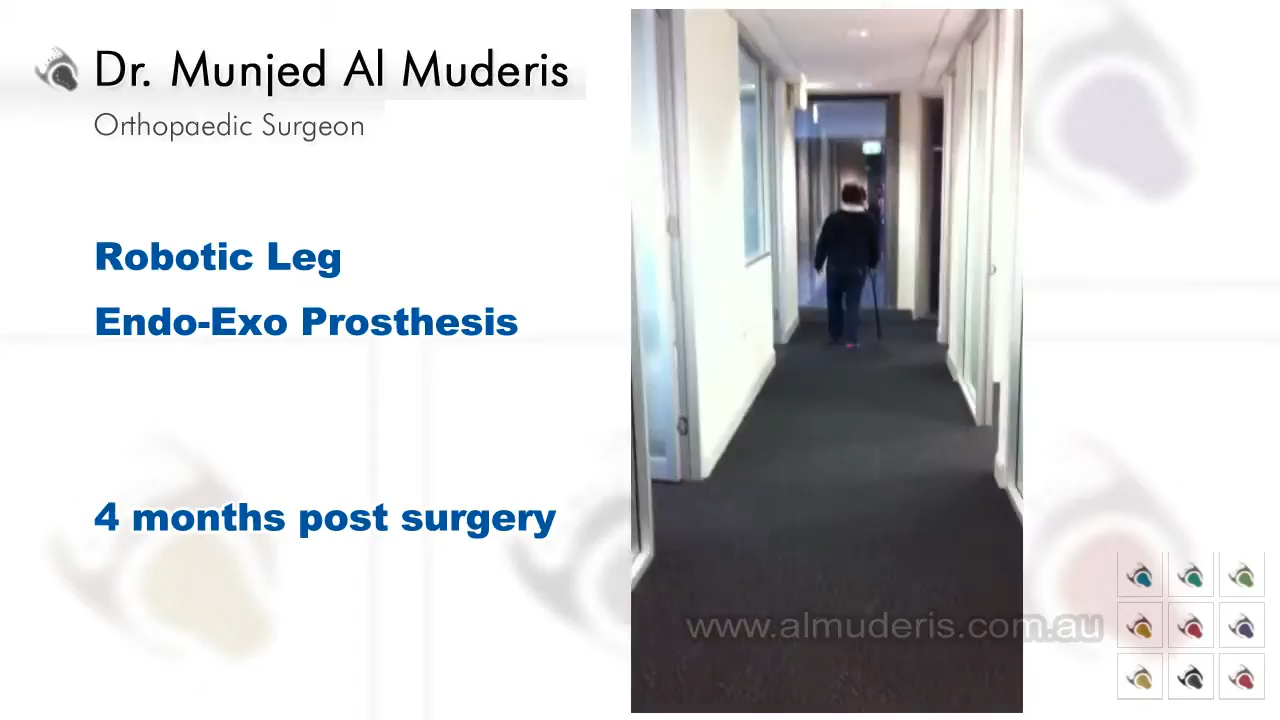 Dr. Munjed Al Muderis
Orthopaedic Surgeon
Robotic Leg
Endo-Exo Prosthesis
4 months post surgery
www.almuderis.com.au